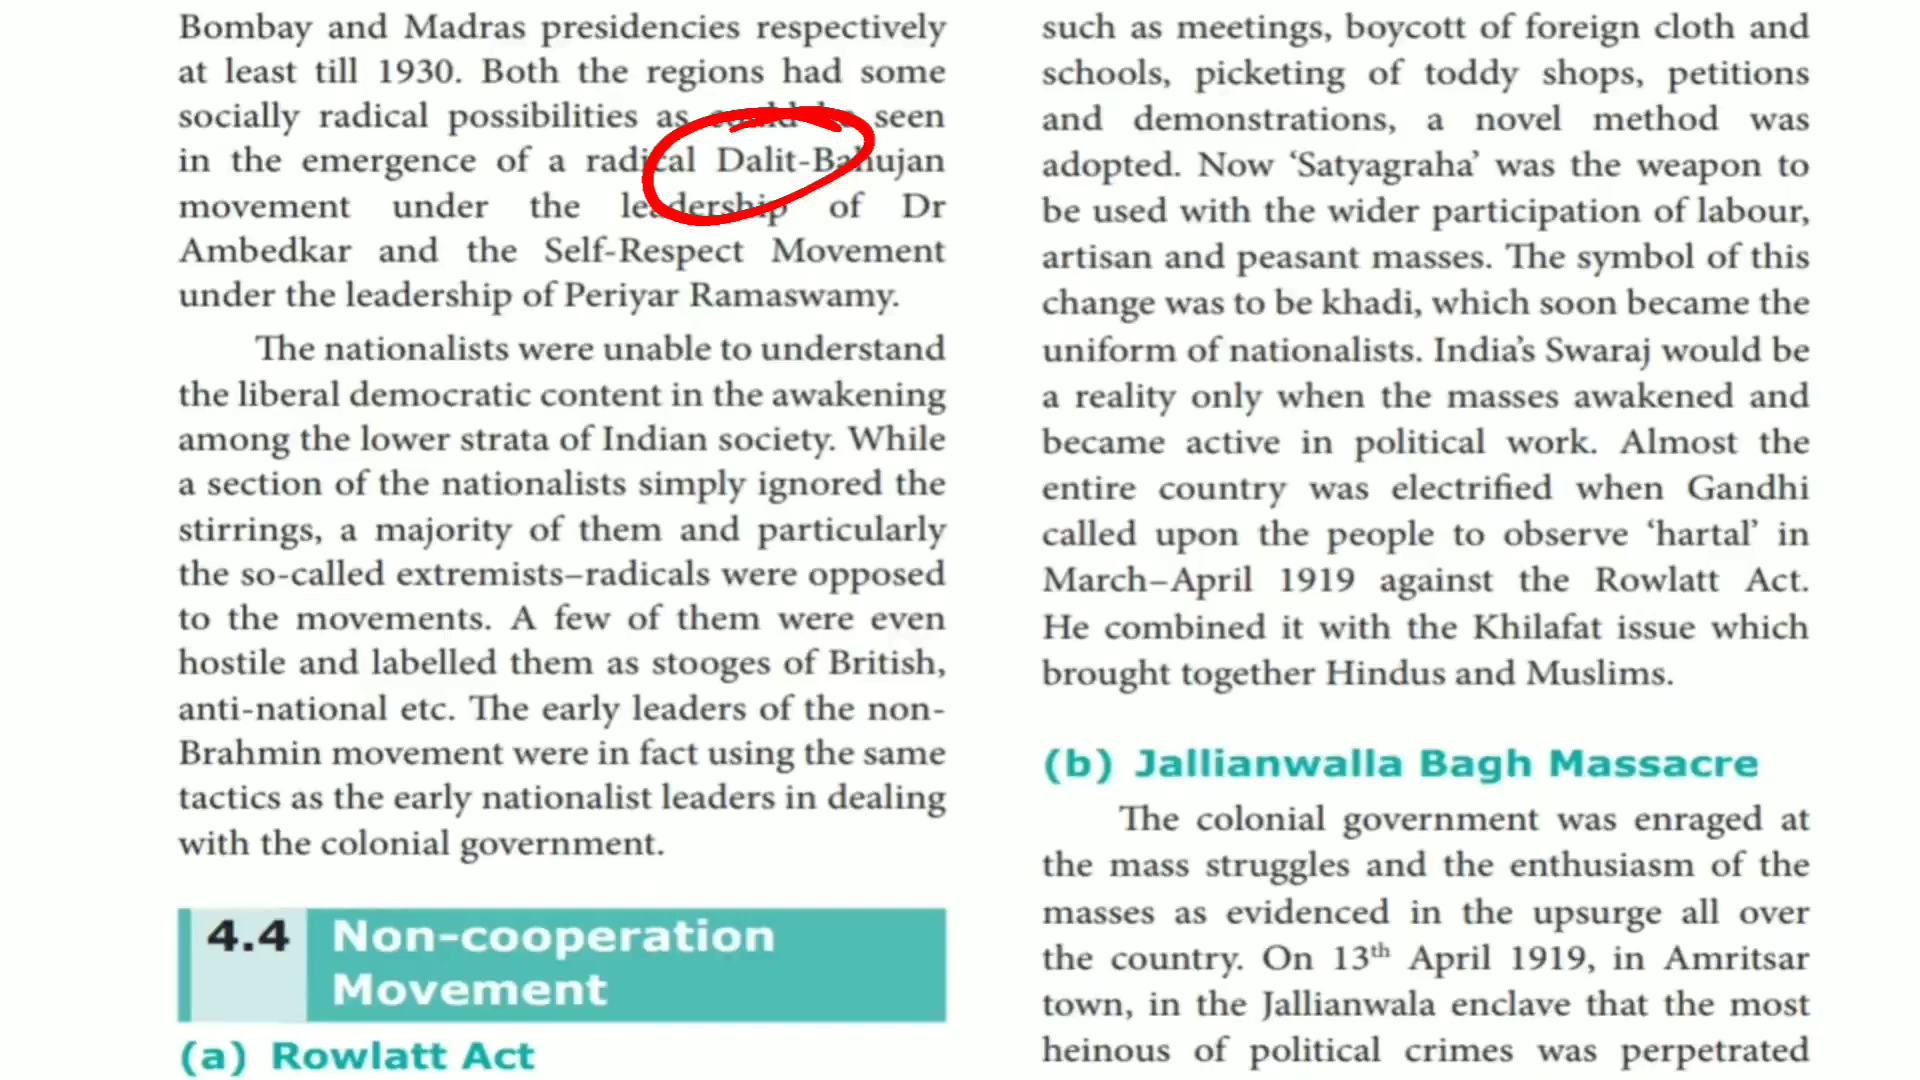 Bombay and Madras presidencies respectively
at least till 1930. Both the regions had some
socially radical possibilities as could be seen
in the emergence of a radical Dalit-Bahujan
movement under the leadership of Dr
Ambedkar and the Self-Respect Movement
under the leadership of Periyar Ramaswamy.
The nationalists were unable to understand
the liberal democratic content in the awakening
among the lower strata of Indian society. While
a section of the nationalists simply ignored the
stirrings, a majority of them and particularly
the so-called extremists–radicals were opposed
to the movements. A few of them were even
hostile and labelled them as stooges of British,
anti-national etc. The early leaders of the non-
Brahmin movement were in fact using the same
tactics as the early nationalist leaders in dealing
with the colonial government.
4.4 Non-cooperation
Movement
(a) Rowlatt Act
such as meetings, boycott of foreign cloth and
schools, picketing of toddy shops, petitions
and demonstrations, a novel method was
adopted. Now ‘Satyagraha’ was the weapon to
be used with the wider participation of labour,
artisan and peasant masses. The symbol of this
change was to be khadi, which soon became the
uniform of nationalists. India’s Swaraj would be
a reality only when the masses awakened and
became active in political work. Almost the
entire country was electrified when Gandhi
called upon the people to observe ‘hartal’ in
March–April 1919 against the Rowlatt Act.
He combined it with the Khilafat issue which
brought together Hindus and Muslims.
(b) Jallianwalla Bagh Massacre
The colonial government was enraged at
the mass struggles and the enthusiasm of the
masses as evidenced in the upsurge all over
the country. On 13th April 1919, in Amritsar
town, in the Jallianwala enclave that the most
heinous of political crimes was perpetrated